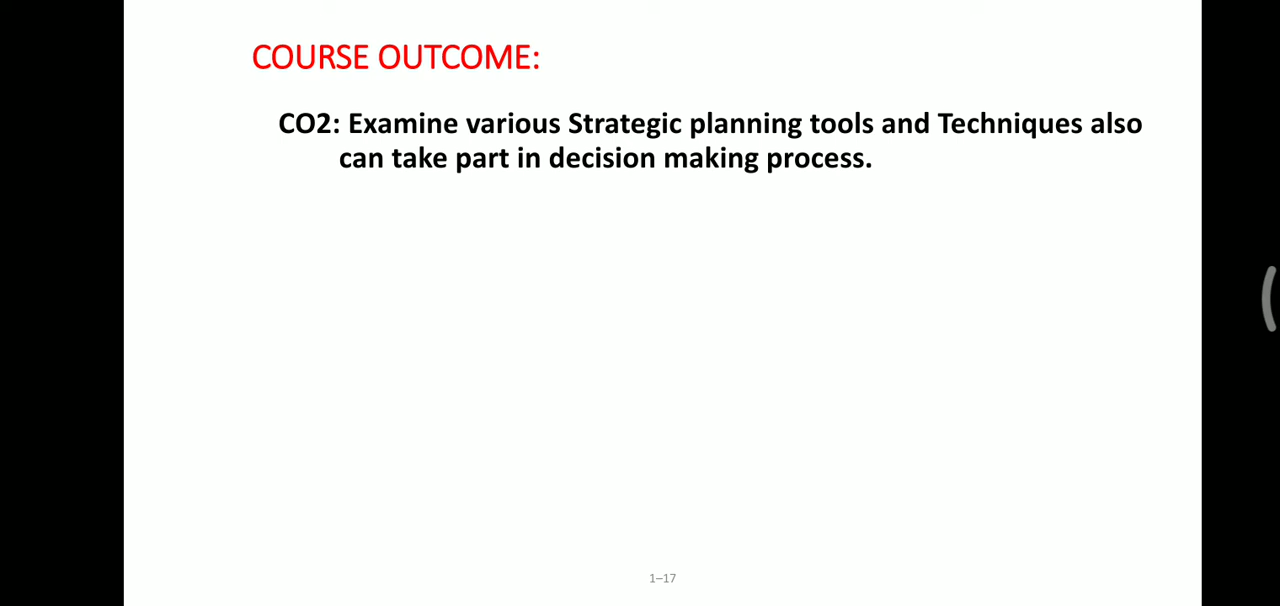 COURSE OUTCOME:
CO2: Examine various Strategic planning tools and Techniques also
can take part in decision making process.
1–17